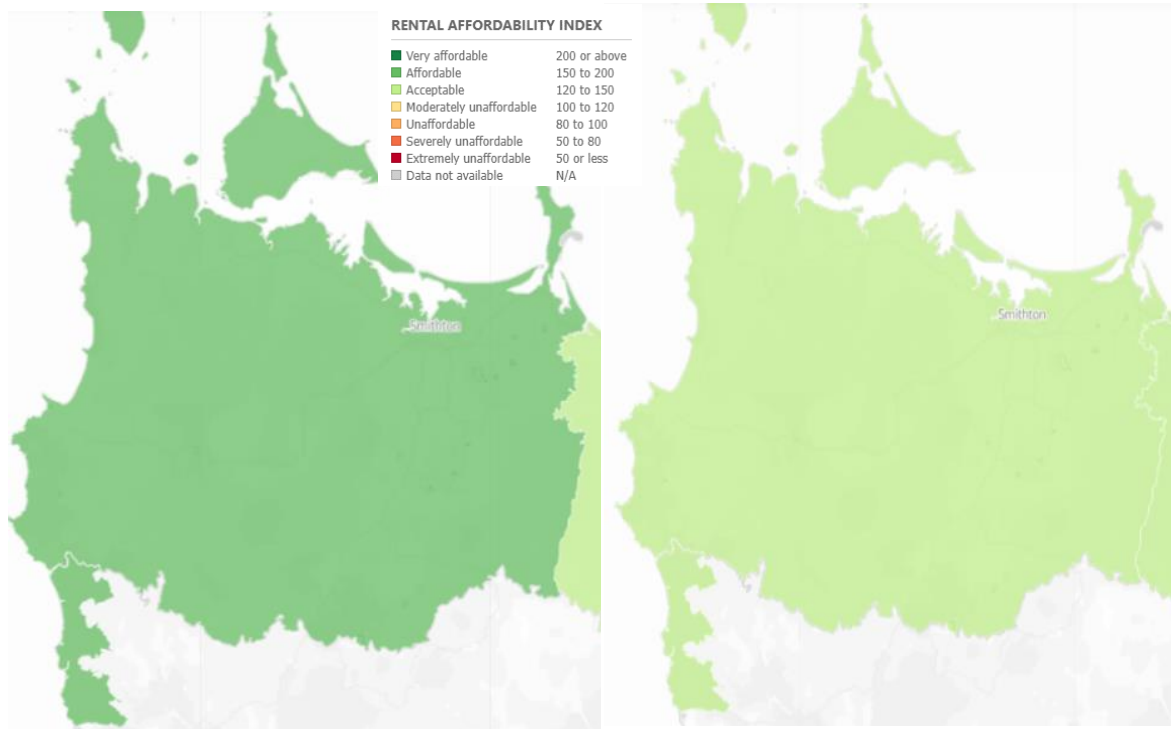 RENTAL AFFORDABILITY INDEX
Very affordable 200 or above
Affordable 150 to 200
Acceptable 120 to 150
Moderately unaffordable 100 to 120
Unaffordable 80 to 100
Severely unaffordable 50 to 80
Extremely unaffordable 50 or less
Data not available N/A
Smithton
Smithton